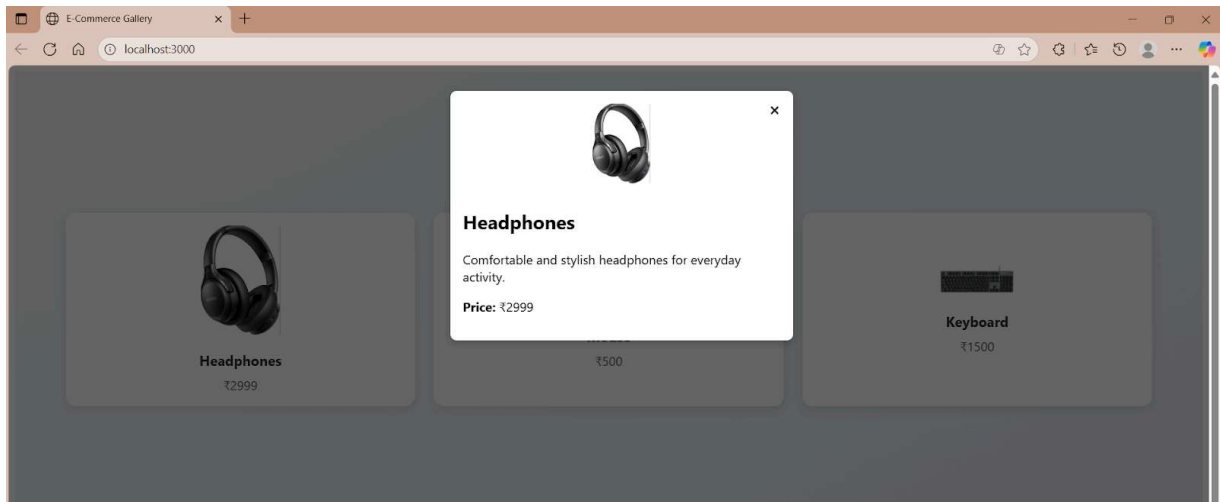 E-Commerce Gallery
localhost:3000
Headphones
Comfortable and stylish headphones for everyday
activity.
Price: ₹2999
Headphones
₹2999
₹500
Keyboard
₹1500